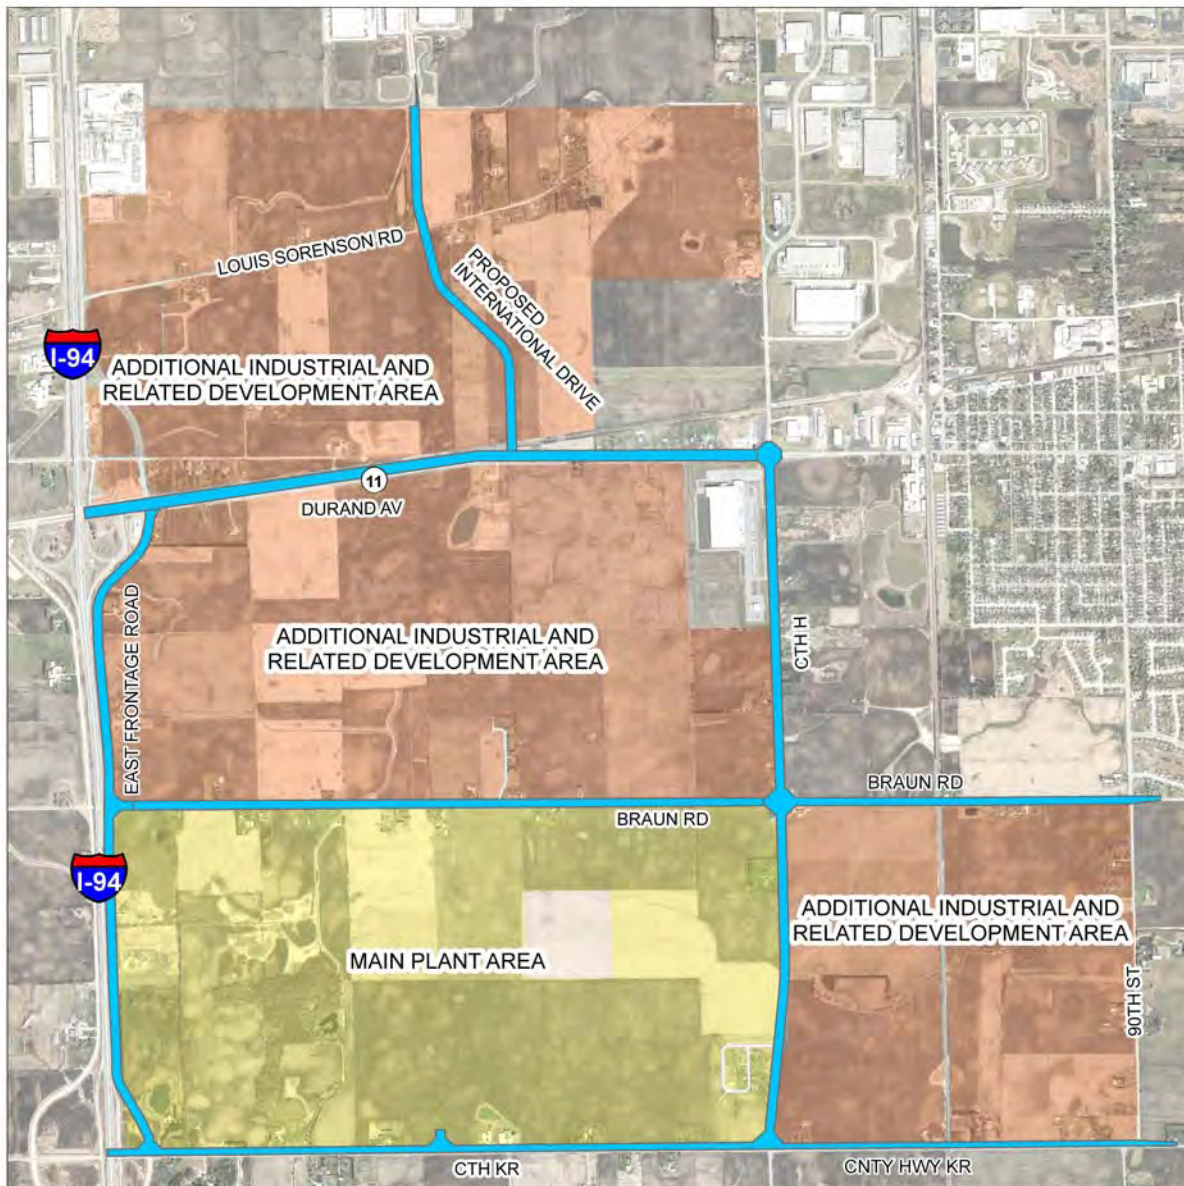 LOUIS SORENSON RD
PROPOSED
INTERNATIONAL DRIVE
I-94
ADDITIONAL INDUSTRIAL AND
RELATED DEVELOPMENT AREA
11
DURAND AV
EAST FRONTAGE ROAD
ADDITIONAL INDUSTRIAL AND
RELATED DEVELOPMENT AREA
CTH H
BRAUN RD
BRAUN RD
I-94
MAIN PLANT AREA
ADDITIONAL INDUSTRIAL AND
RELATED DEVELOPMENT AREA
90TH ST
CTH KR
CNTY HWY KR